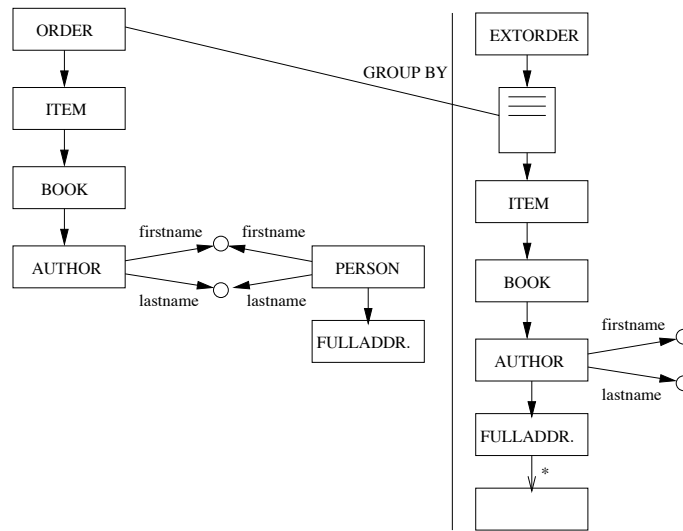 ORDER
EXTORDER
GROUP BY
ITEM
BOOK
ITEM
firstname
firstname
AUTHOR
PERSON
BOOK
lastname
lastname
firstname
FULLADDR.
AUTHOR
lastname
FULLADDR.
*